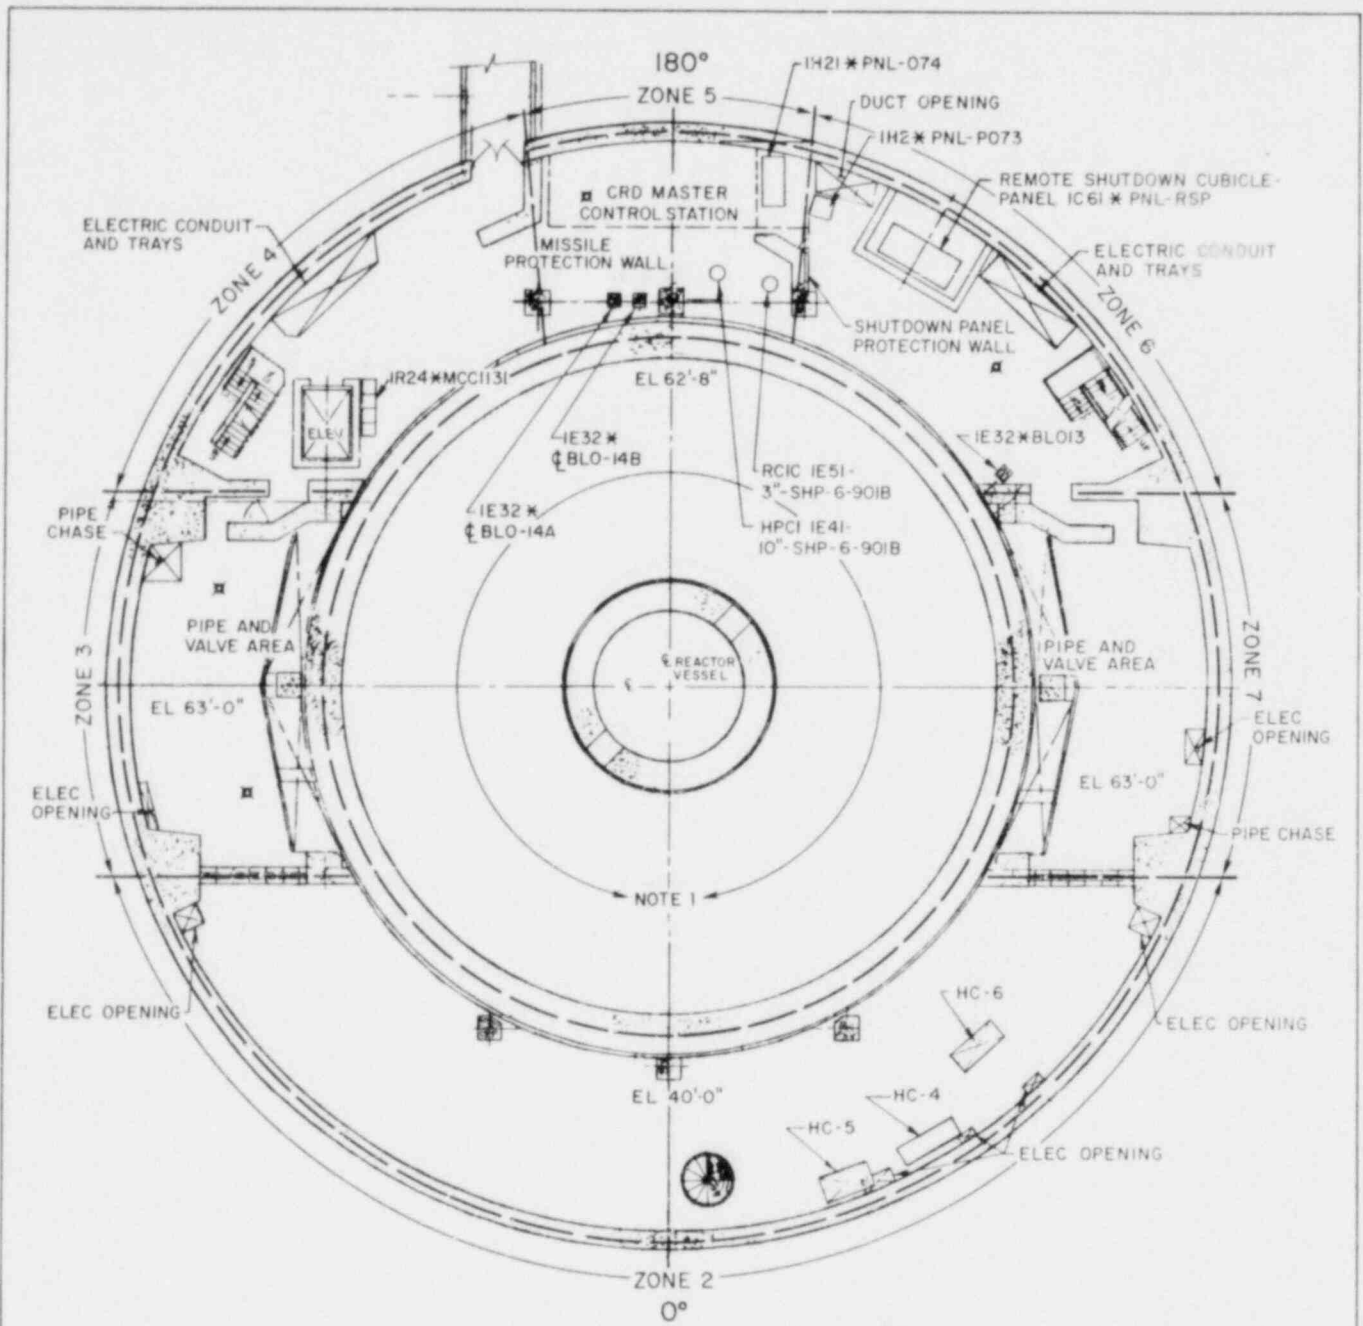 180°
1H21*PNL-074
ZONE 5
DUCT OPENING
1H2*PNL-P073
REMOTE SHUTDOWN CUBICLE-
PANEL 1C61*PNL-RSP
CRD MASTER
CONTROL STATION
ELECTRIC CONDUIT
AND TRAYS
MISSILE
PROTECTION WALL
ELECTRIC CONDUIT
AND TRAYS
ZONE 4
ZONE 6
SHUTDOWN PANEL
PROTECTION WALL
1R24*MCC1131
EL 62'-8"
ELEV
1E32*
℄ BLO-14B
1E32*BLO13
RCIC 1E51-
3"-SHP-6-901B
1E32*
℄ BLO-14A
HPCI 1E41-
10"-SHP-6-901B
PIPE
CHASE
PIPE AND
VALVE AREA
℄ REACTOR
VESSEL
PIPE AND
VALVE AREA
ZONE 3
ZONE 7
EL 63'-0"
ELEC
OPENING
EL 63'-0"
ELEC
OPENING
PIPE CHASE
NOTE 1
HC-6
ELEC OPENING
ELEC OPENING
EL 40'-0"
HC-4
HC-5
ELEC OPENING
ZONE 2
0°